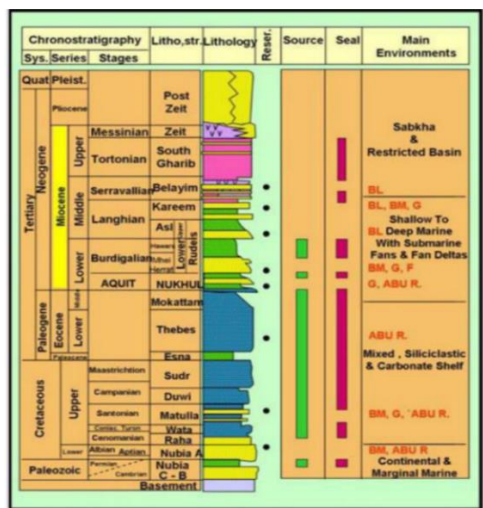 Chronostratigraphy Litho,str. Lithology Reser. Source Seal Main Environments
Sys. Series Stages
Quat Pleist.
Pliocene
Post
Zeit
Messinian Zeit
Tertiary
Neogene
Miocene
Upper
Tortonian
South
Gharib
Sabkha
&
Restricted Basin
Middle
Serravallian Belayim
BL
Langhian
Kareem
BL, BM, G
Asl
Lower
Rudeis
Shallow To
BL Deep Marine
With Submarine
Fans & Fan Deltas
Lower
Burdigalian
BM, G, F
AQUIT NUKHUL
G, ABU R.
Paleogene
Eocene
Lower
Mokattam
Thebes
ABU R.
Mixed , Siliciclastic
& Carbonate Shelf
Paleocene
Esna
Cretaceous
Upper
Maastrichtion
Sudr
Campanian
Duwi
Santonian
Matulla
BM, G, `ABU R.
Wata
Cenomanian
Raha
Lower
Albian Aptian
Nubia A
BM, ABU R
Paleozoic
Permian
Cambrian
Nubia
C - B
Continental &
Marginal Marine
Basement